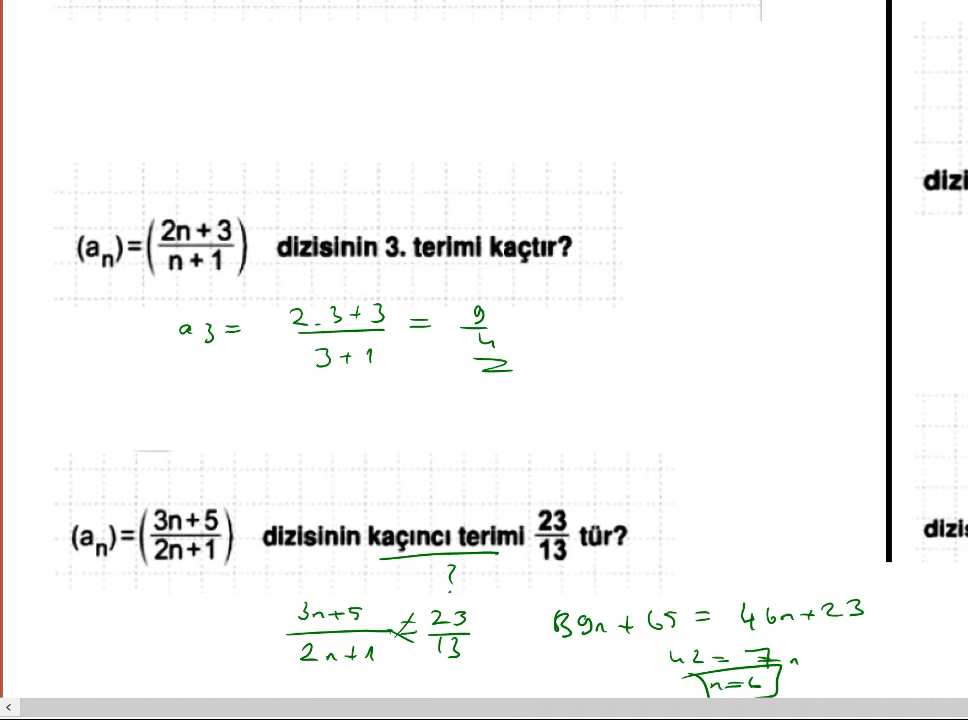 (aₙ)=((2n+3)/(n+1)) dizisinin 3. terimi kaçtır?
a3 = (2.3+3)/(3+1) = 9/4
(aₙ)=((3n+5)/(2n+1)) dizisinin kaçıncı terimi 23/13 tür?
?
(3n+5)/(2n+1) = 23/13 39n + 65 = 46n+23
42 = 7n
n=6
dizi
dizis